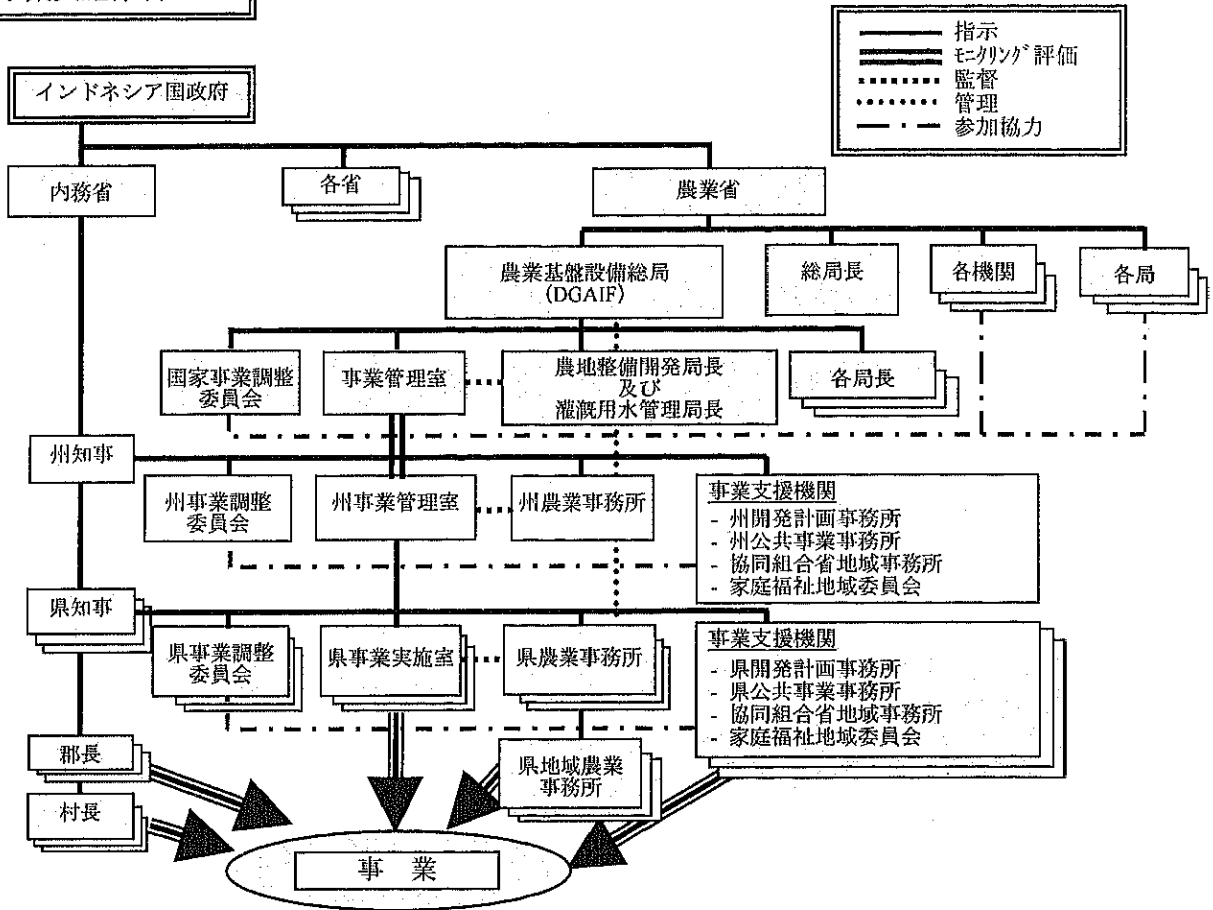 指示
モニタリング評価
監督
管理
参加協力
インドネシア国政府
内務省
各省
農業省
農業基盤設備総局
(DGAIF)
総局長
各機関
各局
国家事業調整
委員会
事業管理室
農地整備開発局長
及び
灌漑用水管理局長
各局長
州知事
州事業調整
委員会
州事業管理室
州農業事務所
事業支援機関
- 州開発計画事務所
- 州公共事業事務所
- 協同組合省地域事務所
- 家庭福祉地域委員会
県知事
県事業調整
委員会
県事業実施室
県農業事務所
事業支援機関
- 県開発計画事務所
- 県公共事業事務所
- 協同組合省地域事務所
- 家庭福祉地域委員会
郡長
県地域農業
事務所
村長
事 業